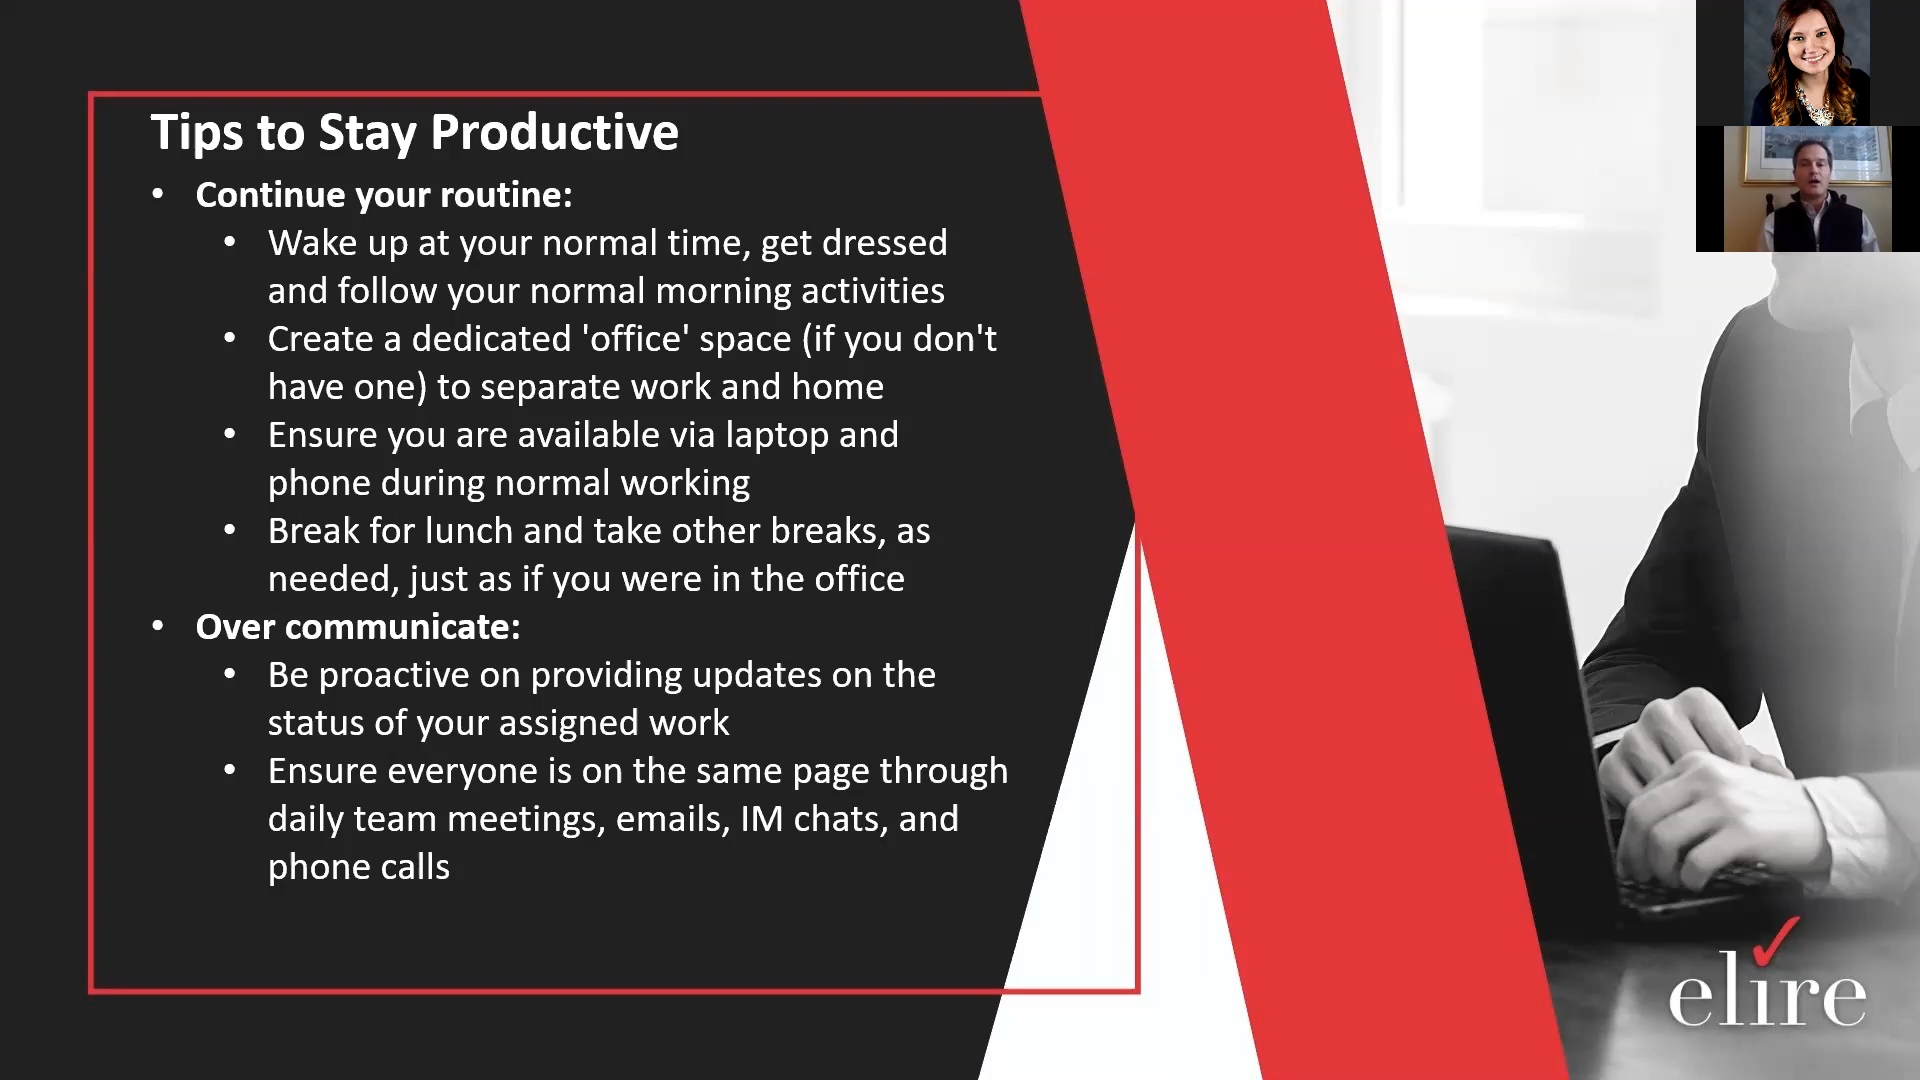 Tips to Stay Productive
• Continue your routine:
• Wake up at your normal time, get dressed
and follow your normal morning activities
• Create a dedicated 'office' space (if you don't
have one) to separate work and home
• Ensure you are available via laptop and
phone during normal working
• Break for lunch and take other breaks, as
needed, just as if you were in the office
• Over communicate:
• Be proactive on providing updates on the
status of your assigned work
• Ensure everyone is on the same page through
daily team meetings, emails, IM chats, and
phone calls
elire